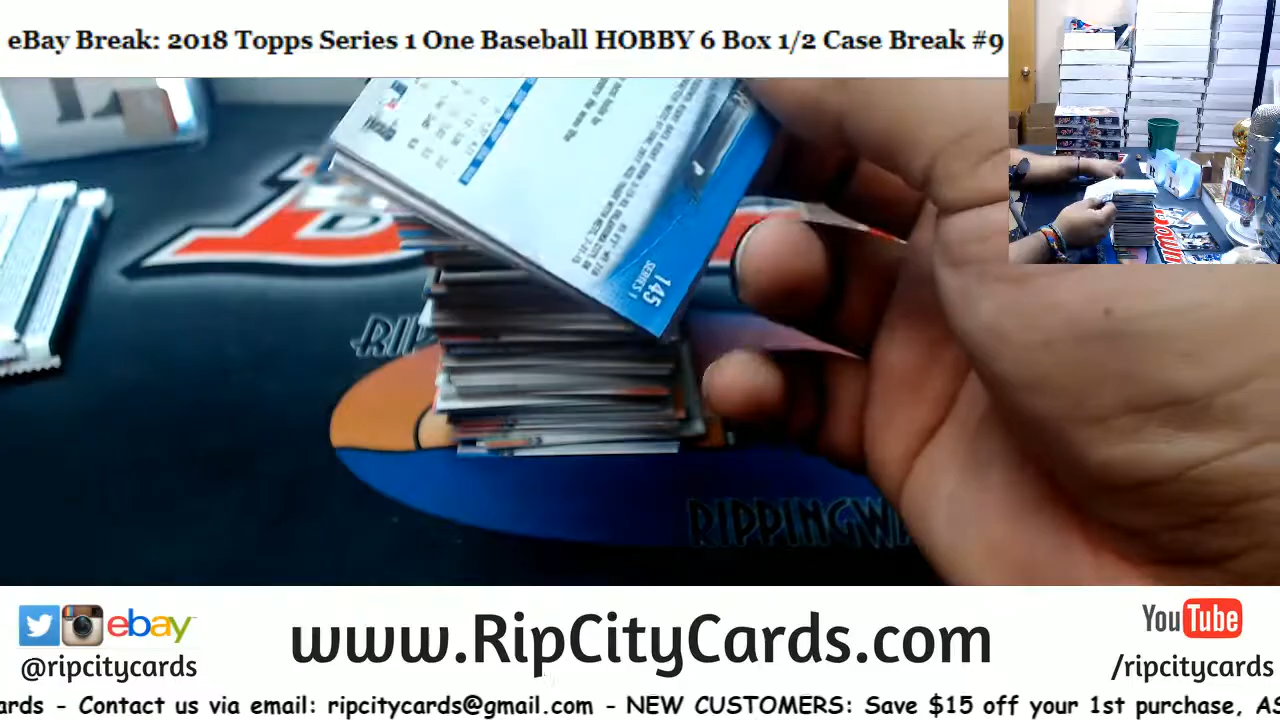 eBay Break: 2018 Topps Series 1 One Baseball HOBBY 6 Box 1/2 Case Break #9
145
SERIES 1
RIP
RIPPINGWA
ebay
@ripcitycards
www.RipCityCards.com
YouTube
/ripcitycards
ards - Contact us via email: ripcitycards@gmail.com - NEW CUSTOMERS: Save $15 off your 1st purchase, AS